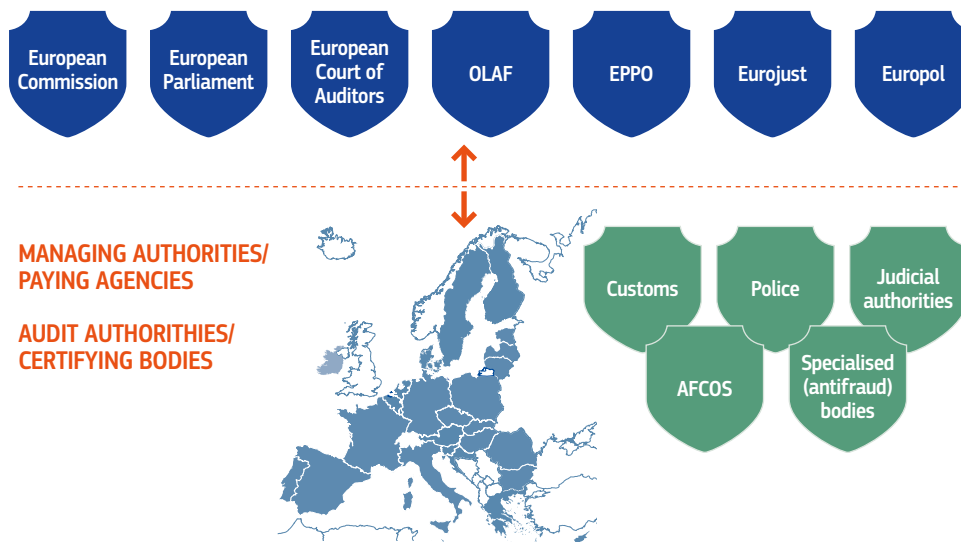 European
Commission
European
Parliament
European
Court of
Auditors
OLAF
EPPO
Eurojust
Europol
MANAGING AUTHORITIES/
PAYING AGENCIES
AUDIT AUTHORITHIES/
CERTIFYING BODIES
Customs
Police
Judicial
authorities
AFCOS
Specialised
(antifraud)
bodies